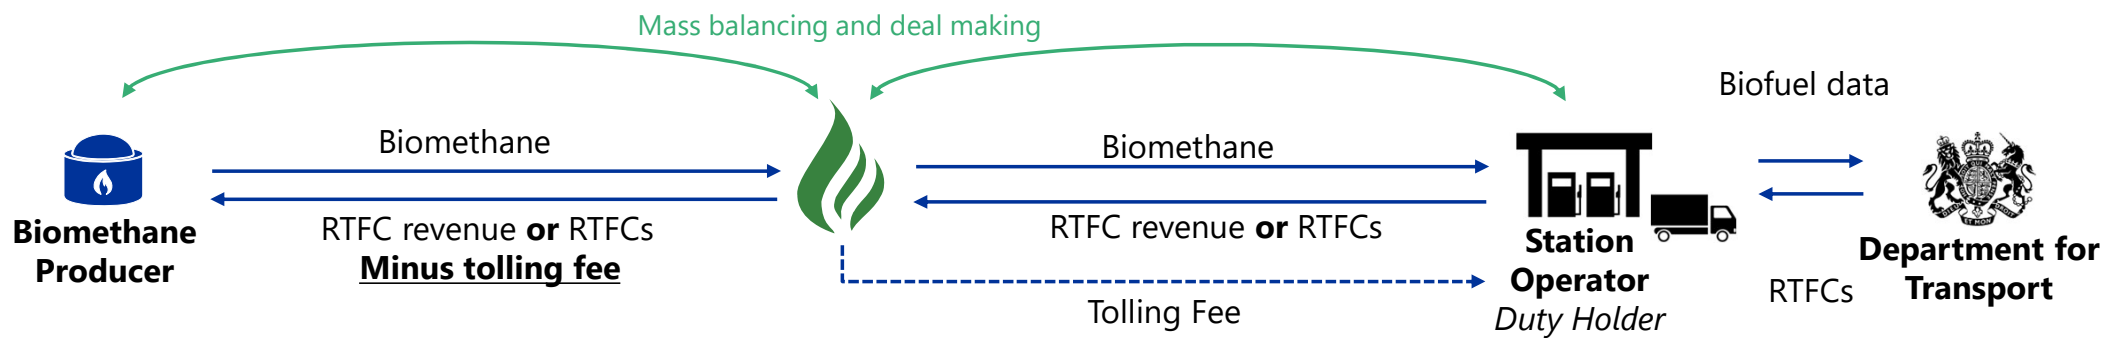 Mass balancing and deal making
Biomethane
RTFC revenue or RTFCs
Minus tolling fee
Biomethane
Producer
Biomethane
RTFC revenue or RTFCs
Tolling Fee
Station
Operator
Duty Holder
Biofuel data
RTFCs
Department for
Transport